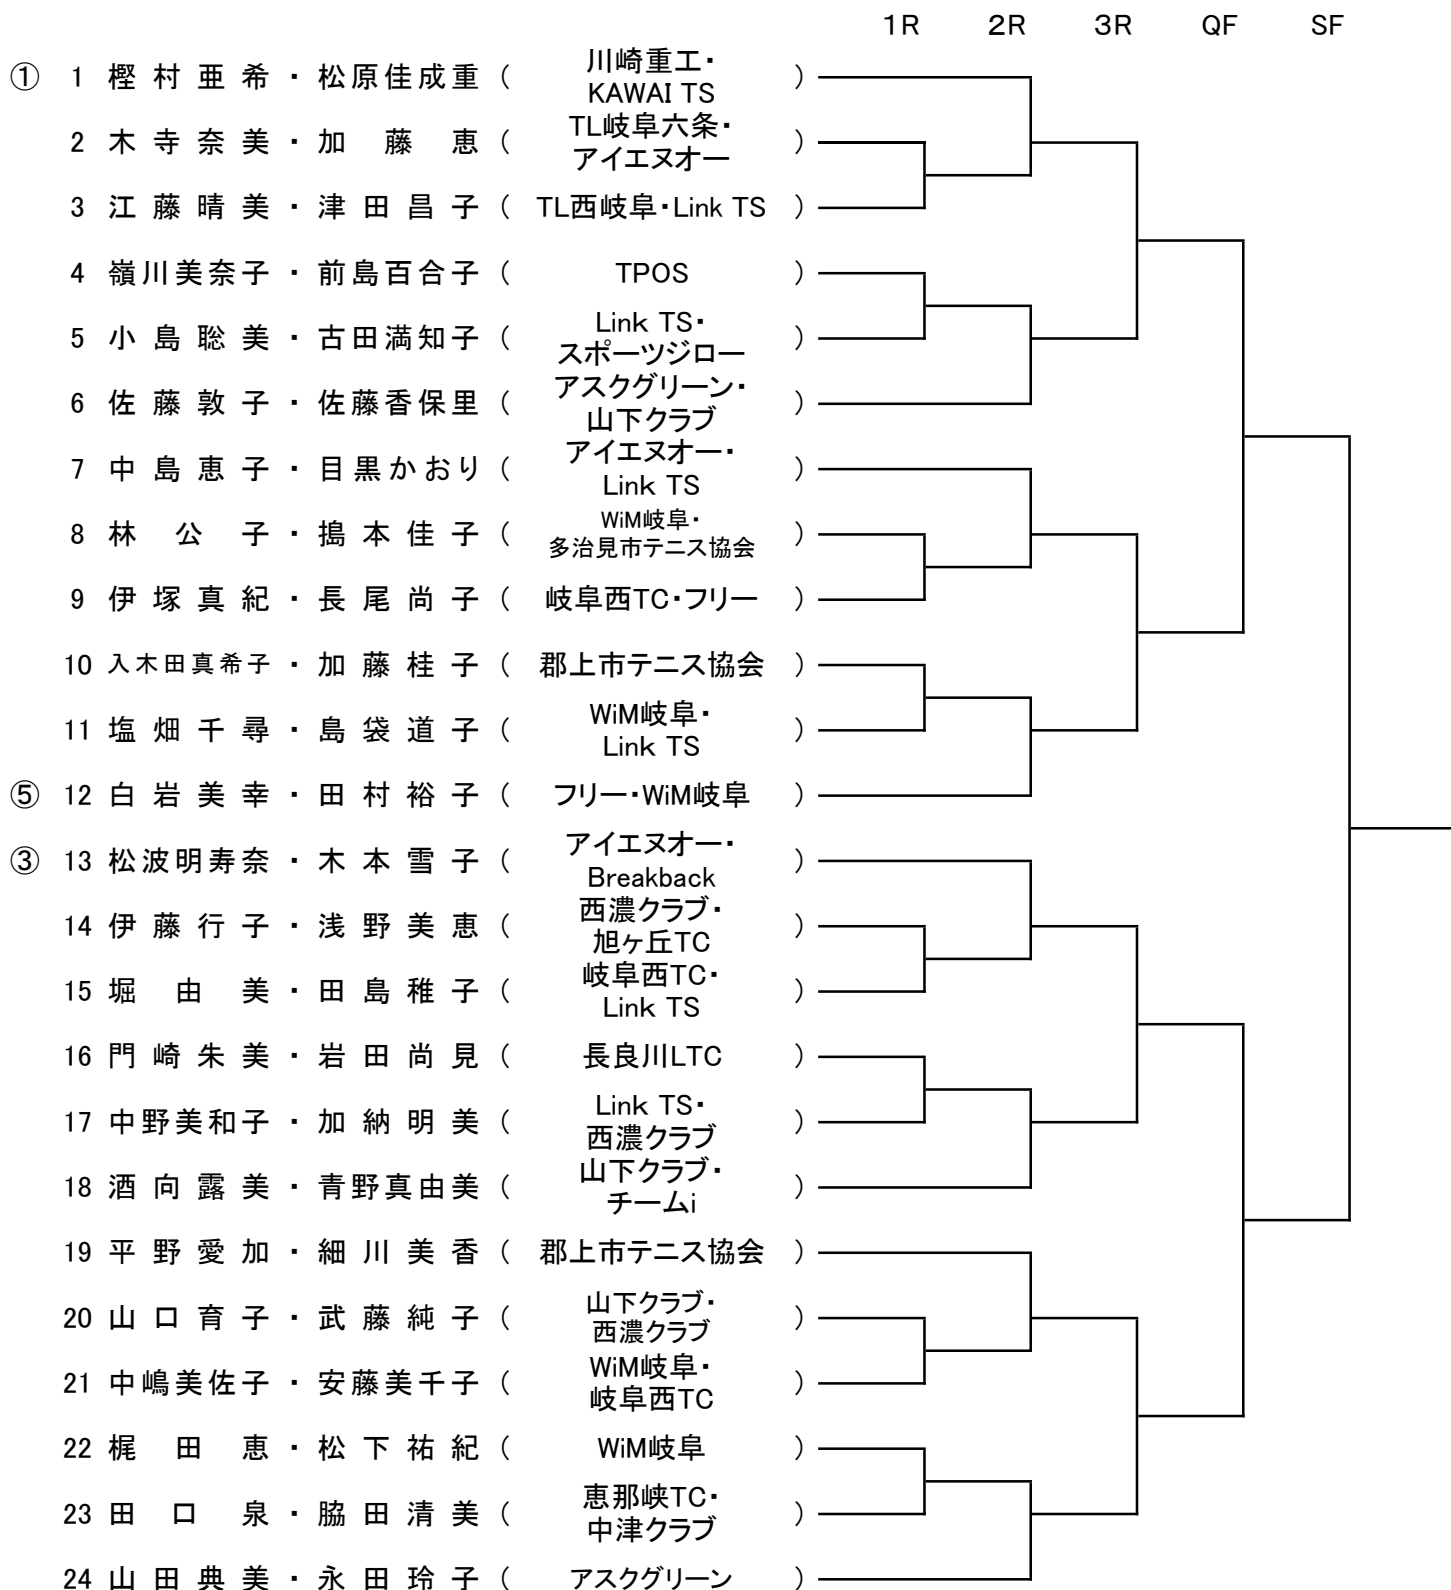 1R 2R 3R QF SF
① 1 樫村亜希・松原佳成重 ( 川崎重工・
KAWAI TS )
2 木寺奈美・加藤恵 ( TL岐阜六条・
アイエヌオー )
3 江藤晴美・津田昌子 ( TL西岐阜・Link TS )
4 嶺川美奈子・前島百合子 ( TPOS )
5 小島聡美・古田満知子 ( Link TS・
スポーツジロー )
6 佐藤敦子・佐藤香保里 ( アスクグリーン・
山下クラブ )
7 中島恵子・目黒かおり ( アイエヌオー・
Link TS )
8 林公子・搗本佳子 ( WiM岐阜・
多治見市テニス協会 )
9 伊塚真紀・長尾尚子 ( 岐阜西TC・フリー )
10 入木田真希子・加藤桂子 ( 郡上市テニス協会 )
11 塩畑千尋・島袋道子 ( WiM岐阜・
Link TS )
⑤ 12 白岩美幸・田村裕子 ( フリー・WiM岐阜 )
③ 13 松波明寿奈・木本雪子 ( アイエヌオー・
Breakback )
14 伊藤行子・浅野美恵 ( 西濃クラブ・
旭ヶ丘TC )
15 堀由美・田島稚子 ( 岐阜西TC・
Link TS )
16 門崎朱美・岩田尚見 ( 長良川LTC )
17 中野美和子・加納明美 ( Link TS・
西濃クラブ )
18 酒向露美・青野真由美 ( 山下クラブ・
チームi )
19 平野愛加・細川美香 ( 郡上市テニス協会 )
20 山口育子・武藤純子 ( 山下クラブ・
西濃クラブ )
21 中嶋美佐子・安藤美千子 ( WiM岐阜・
岐阜西TC )
22 梶田恵・松下祐紀 ( WiM岐阜 )
23 田口泉・脇田清美 ( 恵那峡TC・
中津クラブ )
24 山田典美・永田玲子 ( アスクグリーン )